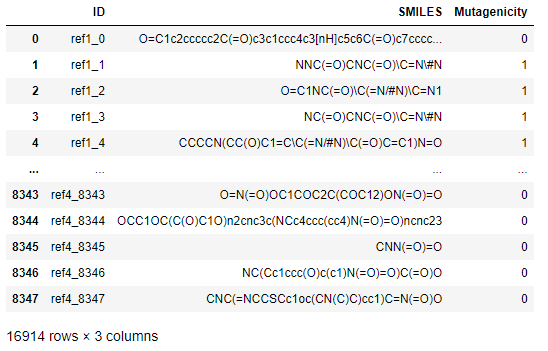 ID SMILES Mutagenicity
0 ref1_0 O=C1c2ccccc2C(=O)c3c1ccc4c3[nH]c5c6C(=O)c7cccc... 0
1 ref1_1 NNC(=O)CNC(=O)\C=N\#N 1
2 ref1_2 O=C1NC(=O)\C(=N/#N)\C=N1 1
3 ref1_3 NC(=O)CNC(=O)\C=N\#N 1
4 ref1_4 CCCCN(CC(O)C1=C\C(=N/#N)\C(=O)C=C1)N=O 1
... ... ... ...
8343 ref4_8343 O=N(=O)OC1COC2C(COC12)ON(=O)=O 0
8344 ref4_8344 OCC1OC(C(O)C1O)n2cnc3c(NCc4ccc(cc4)N(=O)=O)ncnc23 0
8345 ref4_8345 CNN(=O)=O 0
8346 ref4_8346 NC(Cc1ccc(O)c(c1)N(=O)=O)C(=O)O 0
8347 ref4_8347 CNC(=NCCSCc1oc(CN(C)C)cc1)C=N(=O)O 0
16914 rows × 3 columns